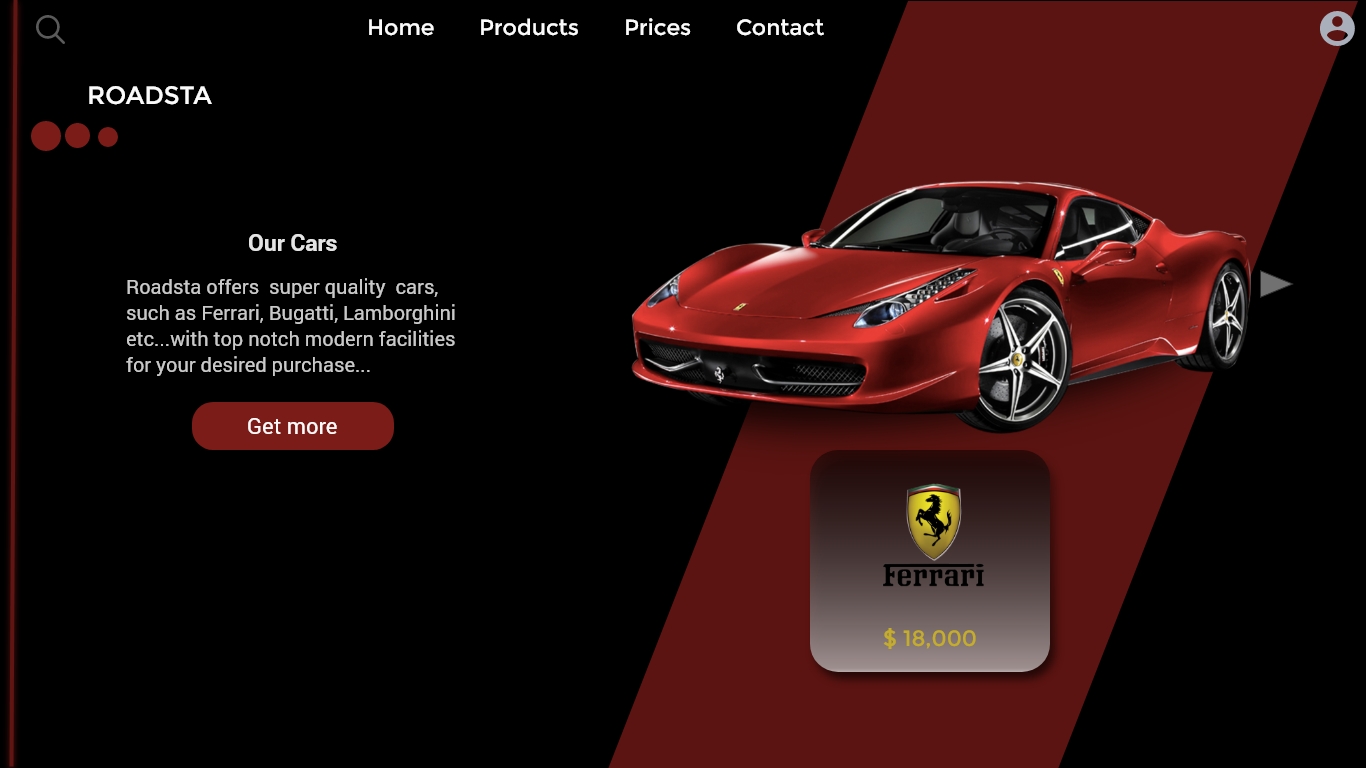 Home Products Prices Contact
ROADSTA
Our Cars
Roadsta offers  super quality  cars,
such as Ferrari, Bugatti, Lamborghini
etc...with top notch modern facilities
for your desired purchase...
Get more
Ferrari
$ 18,000